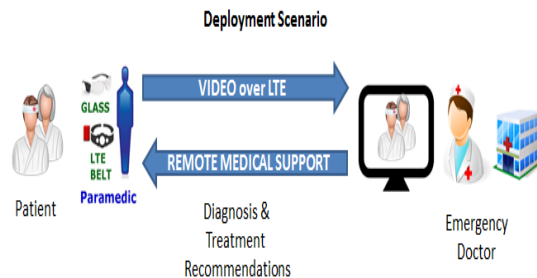 Deployment Scenario
VIDEO over LTE
GLASS
LTE
BELT
REMOTE MEDICAL SUPPORT
Paramedic
Patient
Diagnosis &
Treatment
Recommendations
Emergency
Doctor